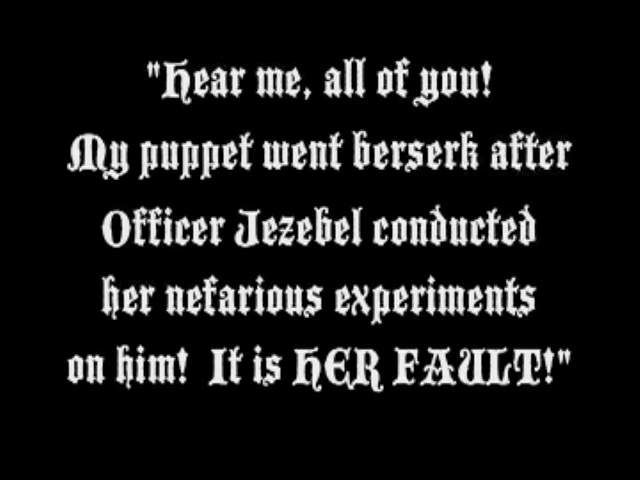 "Hear me, all of you!
My puppet went berserk after
Officer Jezebel conducted
her nefarious experiments
on him!  It is HER FAULT!"